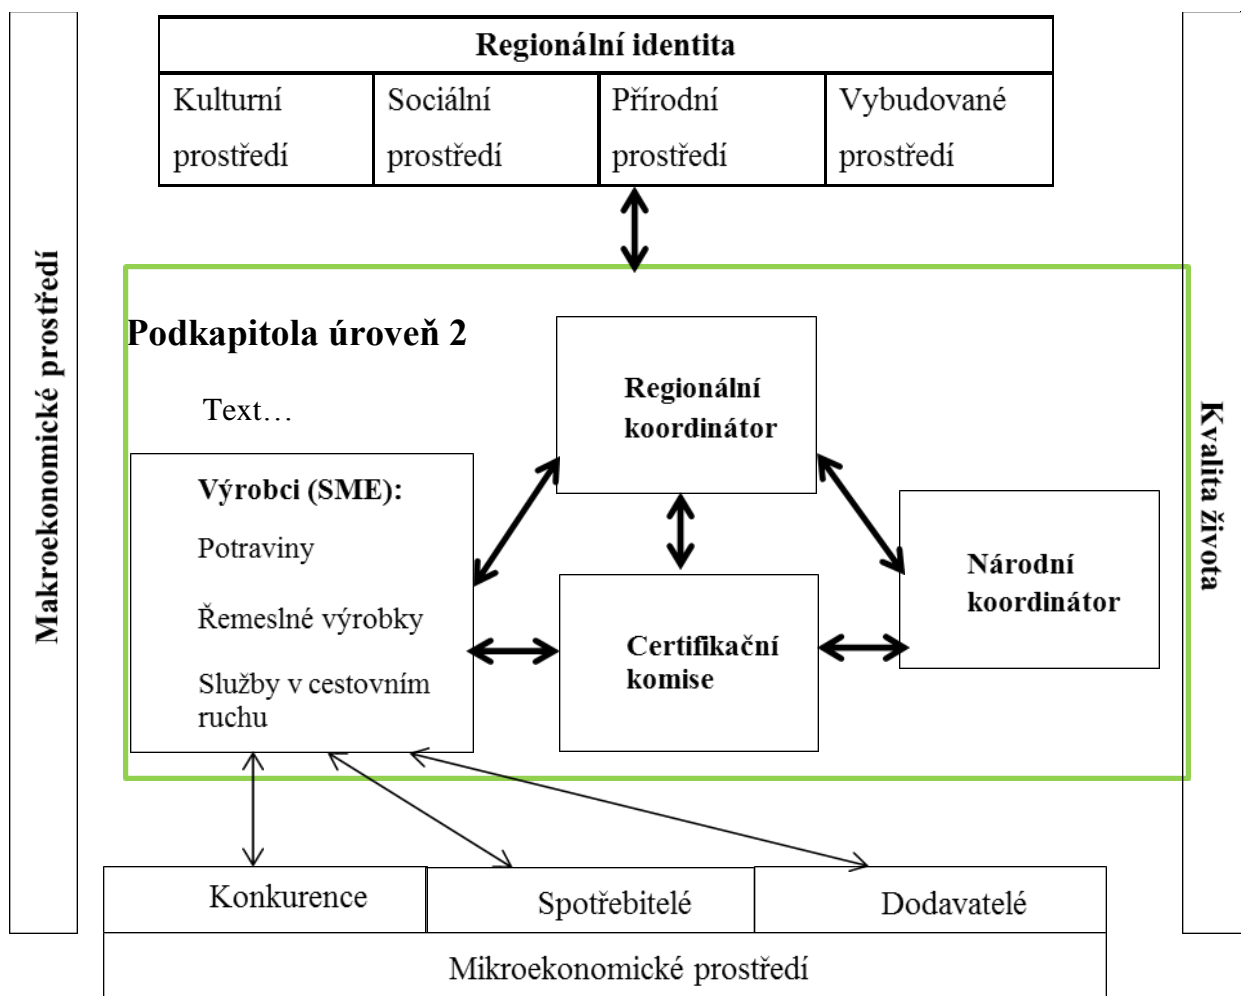 Regionální identita
Kulturní
prostředí
Sociální
prostředí
Přírodní
prostředí
Vybudované
prostředí
Makroekonomické prostředí
Kvalita života
Podkapitola úroveň 2
Text…
Regionální
koordinátor
Výrobci (SME):
Potraviny
Řemeslné výrobky
Služby v cestovním
ruchu
Certifikační
komise
Národní
koordinátor
Konkurence
Spotřebitelé
Dodavatelé
Mikroekonomické prostředí